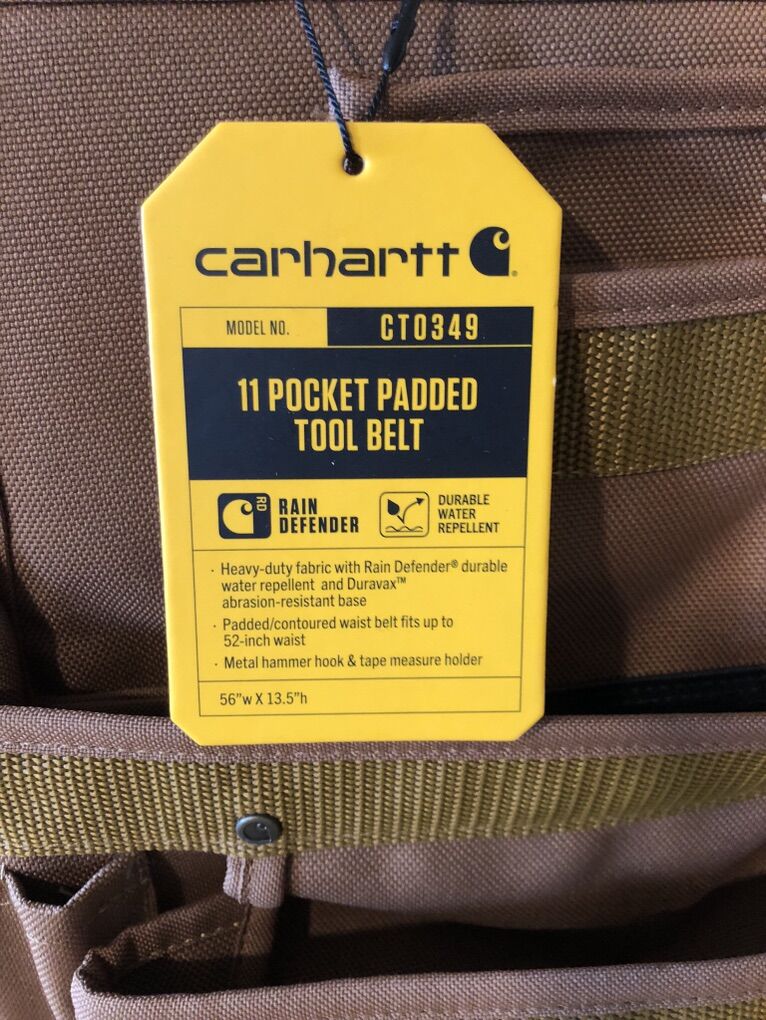 carhartt
MODEL NO. CT0349
11 POCKET PADDED
TOOL BELT
RD
RAIN
DEFENDER
DURABLE
WATER
REPELLENT
· Heavy-duty fabric with Rain Defender® durable
water repellent and Duravax™
abrasion-resistant base
· Padded/contoured waist belt fits up to
52-inch waist
· Metal hammer hook & tape measure holder
56"w X 13.5"h